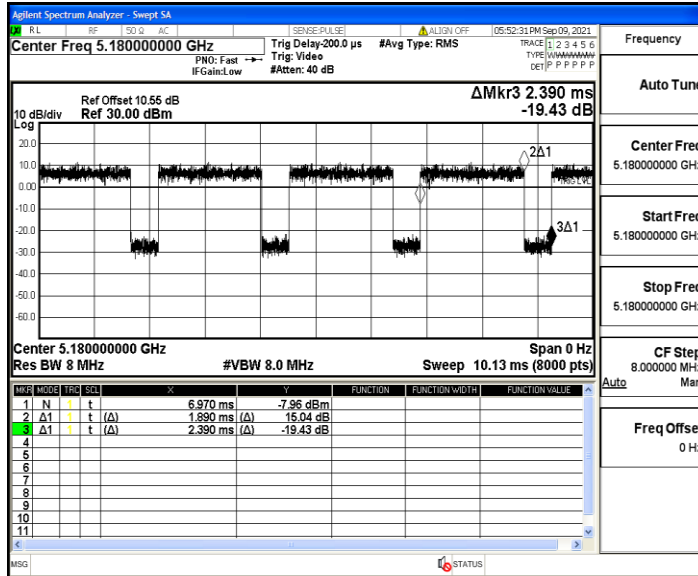 Agilent Spectrum Analyzer - Swept SA
RL RF 50 Ω AC SENSE:PULSE ALIGN OFF 05:52:31 PM Sep 09, 2021
Center Freq 5.180000000 GHz
PNO: Fast
IFGain:Low
Trig Delay-200.0 µs
Trig: Video
#Atten: 40 dB
#Avg Type: RMS
TRACE 1 2 3 4 5 6
TYPE
DET P P P P P P
Ref Offset 10.55 dB
Ref 30.00 dBm
10 dB/div
Log
ΔMkr3 2.390 ms
-19.43 dB
20.0
10.0
0.00
-10.0
-20.0
-30.0
-40.0
-50.0
-60.0
2Δ1
TRIG LVL
3Δ1
Center 5.180000000 GHz Span 0 Hz
Res BW 8 MHz #VBW 8.0 MHz Sweep 10.13 ms (8000 pts)
MKR MODE TRC SCL X Y FUNCTION FUNCTION WIDTH FUNCTION VALUE
1 N 1 t 6.970 ms -7.96 dBm
2 Δ1 1 t (Δ) 1.890 ms (Δ) 15.04 dB
3 Δ1 1 t (Δ) 2.390 ms (Δ) -19.43 dB
4
5
6
7
8
9
10
11
MSG STATUS
Frequency
Auto Tune
Center Freq
5.180000000 GHz
Start Freq
5.180000000 GHz
Stop Freq
5.180000000 GHz
CF Step
8.000000 MHz
Auto Man
Freq Offset
0 Hz